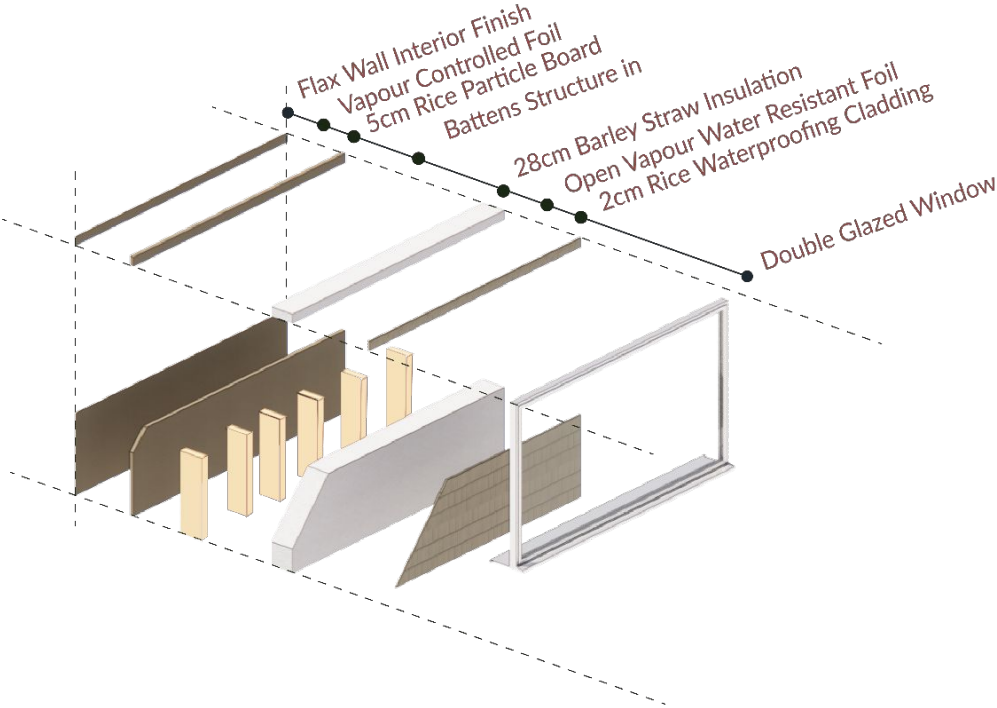 Flax Wall Interior Finish
Vapour Controlled Foil
5cm Rice Particle Board
Battens Structure in
28cm Barley Straw Insulation
Open Vapour Water Resistant Foil
2cm Rice Waterproofing Cladding
Double Glazed Window